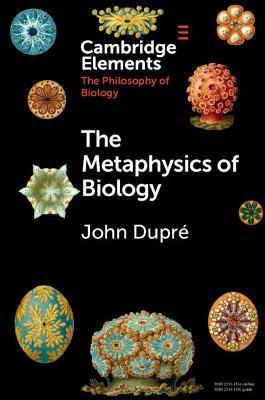 Cambridge
Elements
The Philosophy of
Biology
The
Metaphysics of
Biology
John Dupré